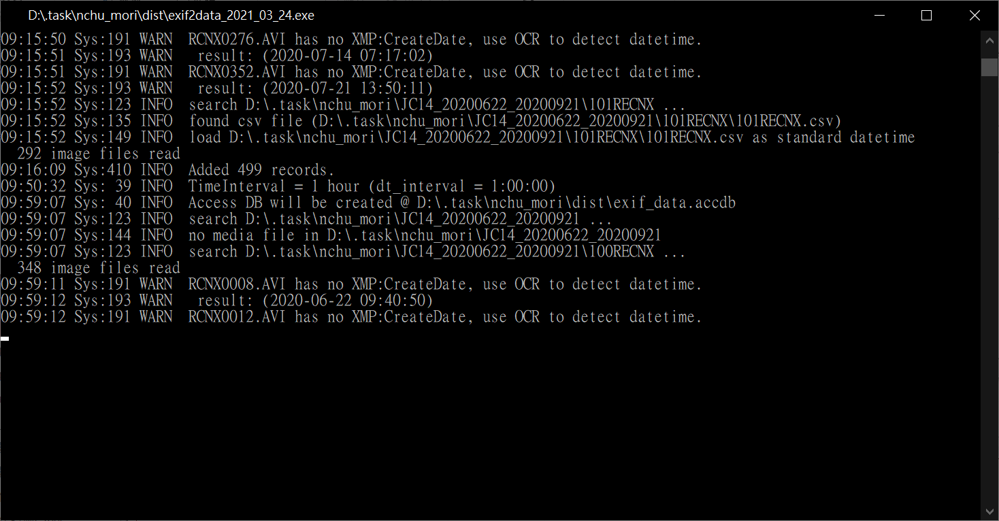 D:\.task\nchu_mori\dist\exif2data_2021_03_24.exe
09:15:50 Sys:191 WARN  RCNX0276.AVI has no XMP:CreateDate, use OCR to detect datetime.
09:15:51 Sys:193 WARN   result: (2020-07-14 07:17:02)
09:15:51 Sys:191 WARN  RCNX0352.AVI has no XMP:CreateDate, use OCR to detect datetime.
09:15:52 Sys:193 WARN   result: (2020-07-21 13:50:11)
09:15:52 Sys:123 INFO  search D:\.task\nchu_mori\JC14_20200622_20200921\101RECNX ...
09:15:52 Sys:135 INFO  found csv file (D:\.task\nchu_mori\JC14_20200622_20200921\101RECNX\101RECNX.csv)
09:15:52 Sys:149 INFO  load D:\.task\nchu_mori\JC14_20200622_20200921\101RECNX\101RECNX.csv as standard datetime
  292 image files read
09:16:09 Sys:410 INFO  Added 499 records.
09:50:32 Sys: 39 INFO  TimeInterval = 1 hour (dt_interval = 1:00:00)
09:59:07 Sys: 40 INFO  Access DB will be created @ D:\.task\nchu_mori\dist\exif_data.accdb
09:59:07 Sys:123 INFO  search D:\.task\nchu_mori\JC14_20200622_20200921 ...
09:59:07 Sys:144 INFO  no media file in D:\.task\nchu_mori\JC14_20200622_20200921
09:59:07 Sys:123 INFO  search D:\.task\nchu_mori\JC14_20200622_20200921\100RECNX ...
  348 image files read
09:59:11 Sys:191 WARN  RCNX0008.AVI has no XMP:CreateDate, use OCR to detect datetime.
09:59:12 Sys:193 WARN   result: (2020-06-22 09:40:50)
09:59:12 Sys:191 WARN  RCNX0012.AVI has no XMP:CreateDate, use OCR to detect datetime.